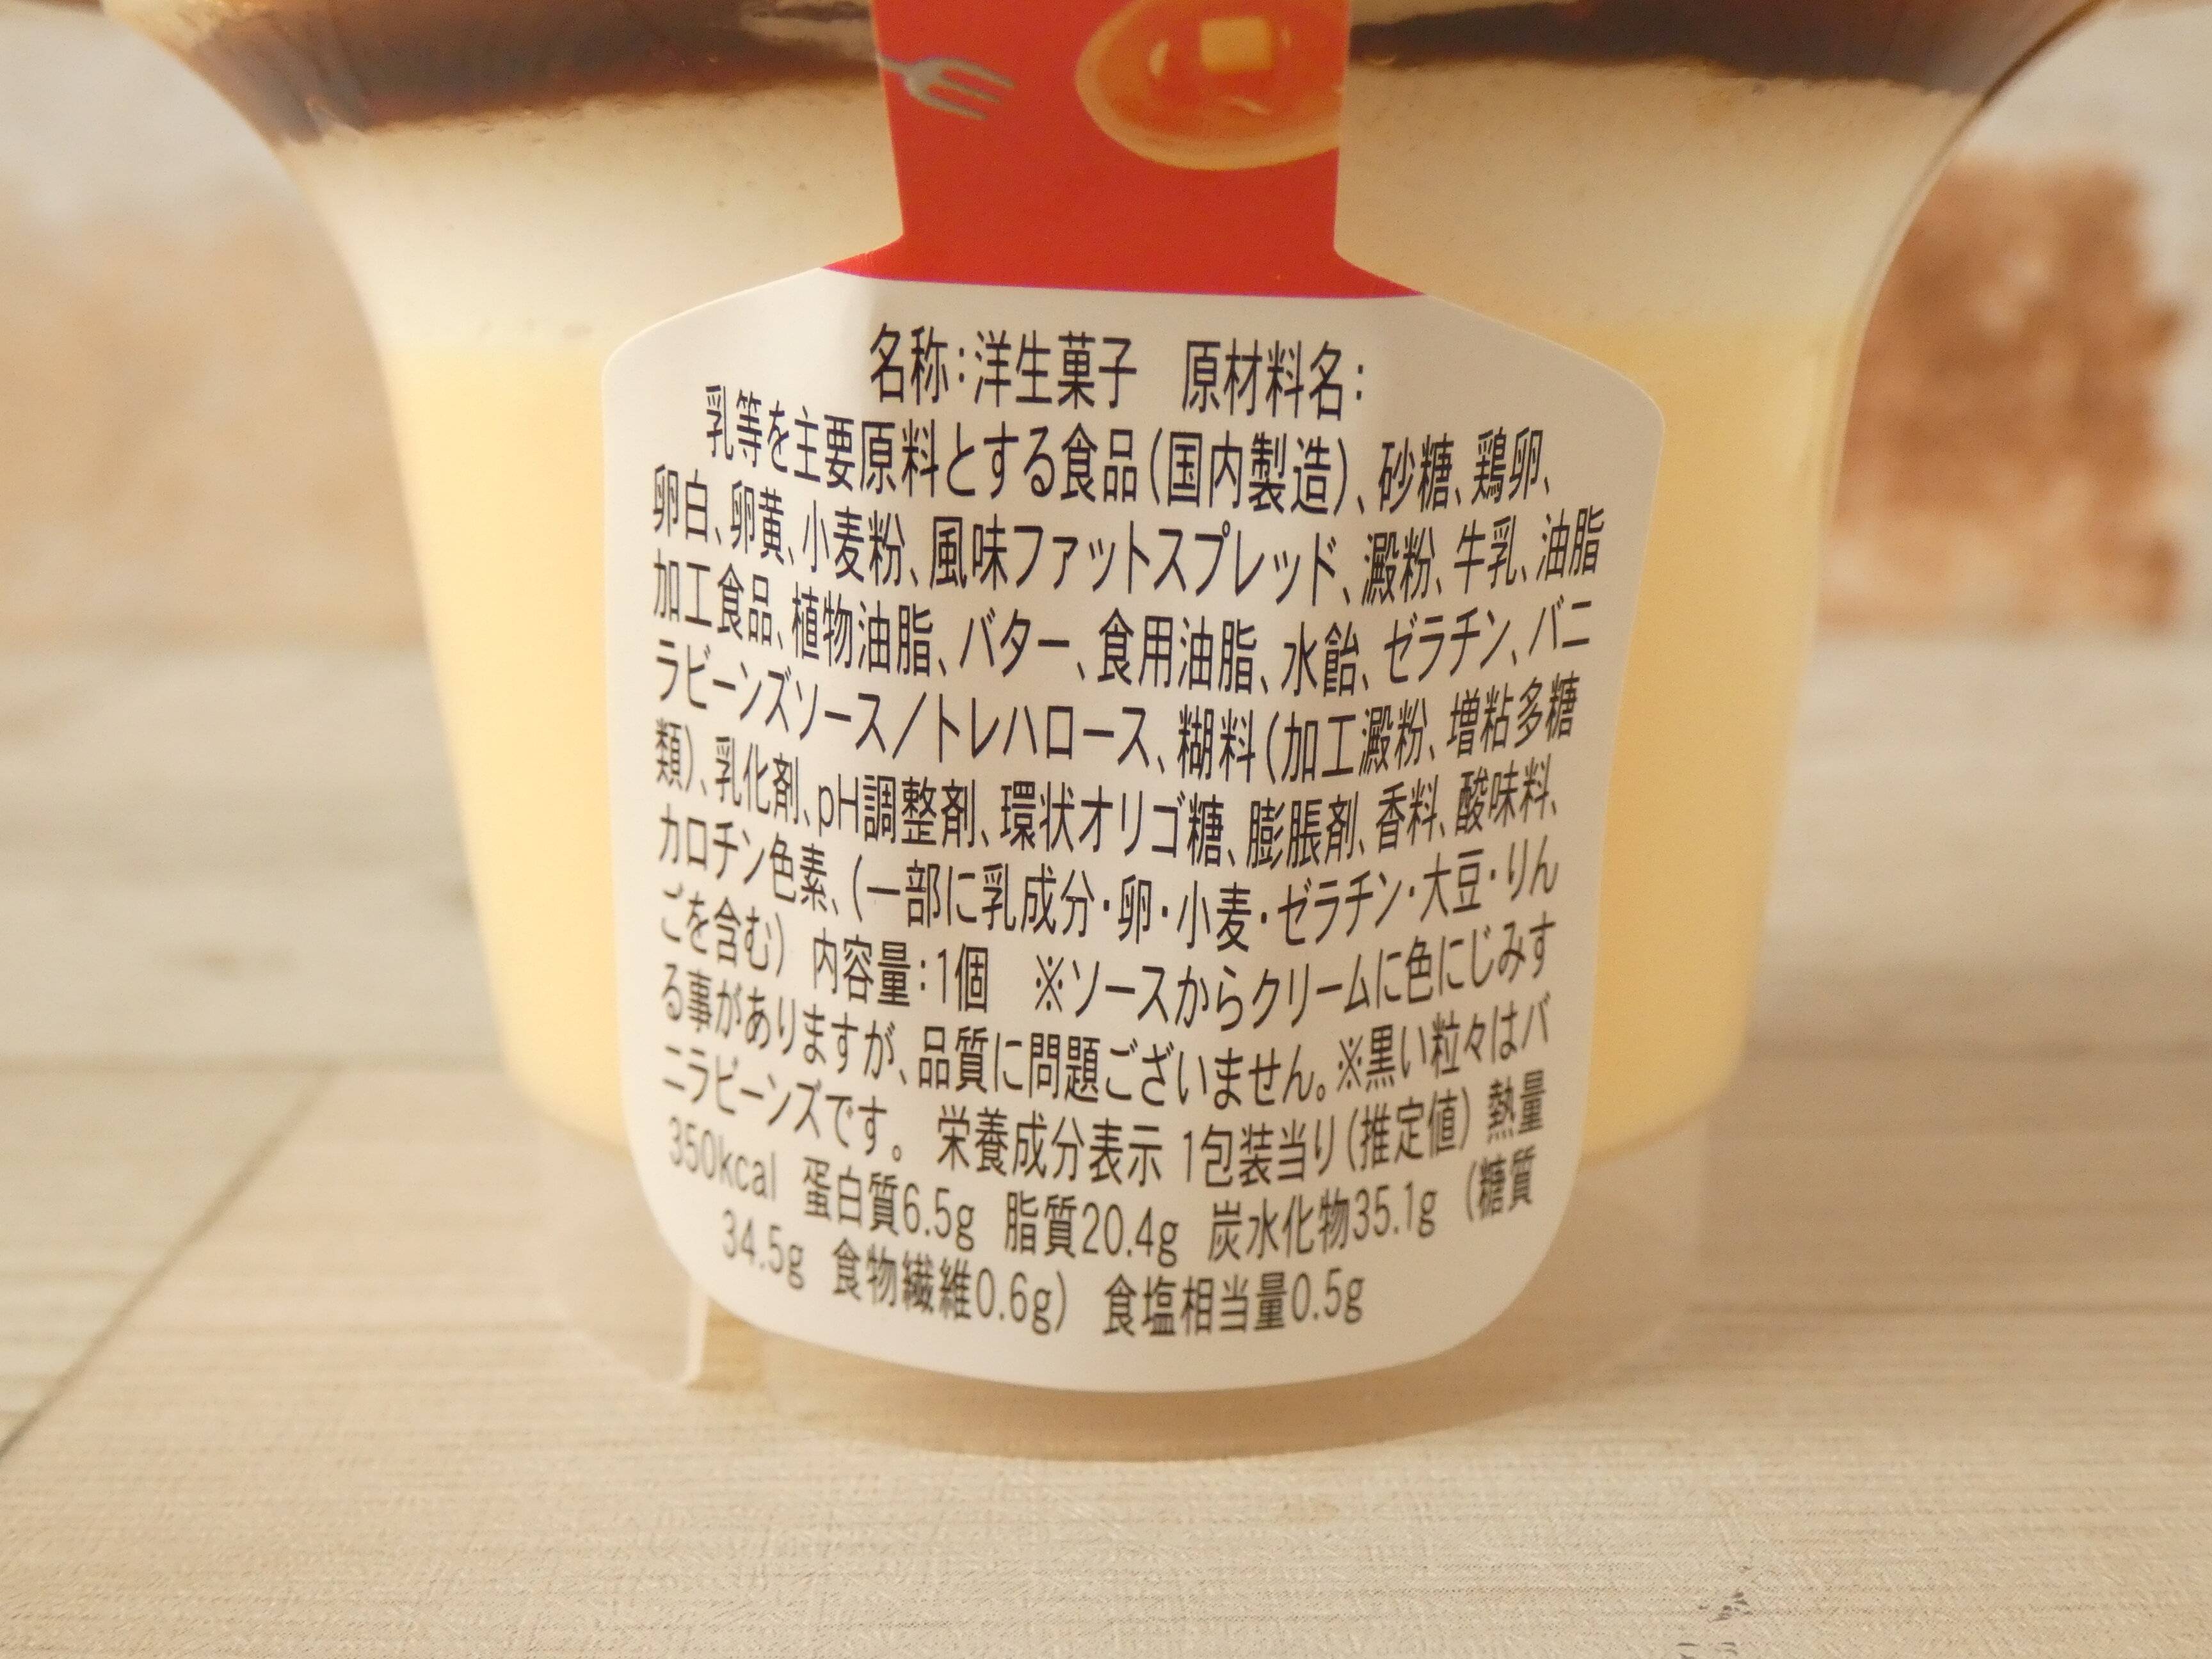 名称：洋生菓子　原材料名：
乳等を主要原料とする食品（国内製造）、砂糖、鶏卵、
卵白、卵黄、小麦粉、風味ファットスプレッド、澱粉、牛乳、油脂
加工食品、植物油脂、バター、食用油脂、水飴、ゼラチン、バニ
ラビーンズソース／トレハロース、糊料（加工澱粉、増粘多糖
類）、乳化剤、pH調整剤、環状オリゴ糖、膨脹剤、香料、酸味料、
カロチン色素、（一部に乳成分・卵・小麦・ゼラチン・大豆・りん
ごを含む）　内容量：1個　※ソースからクリームに色にじみす
る事がありますが、品質に問題ございません。※黒い粒々はバ
ニラビーンズです。　栄養成分表示 1包装当り（推定値）熱量
350kcal　蛋白質6.5g　脂質20.4g　炭水化物35.1g　（糖質
34.5g　食物繊維0.6g）　食塩相当量0.5g